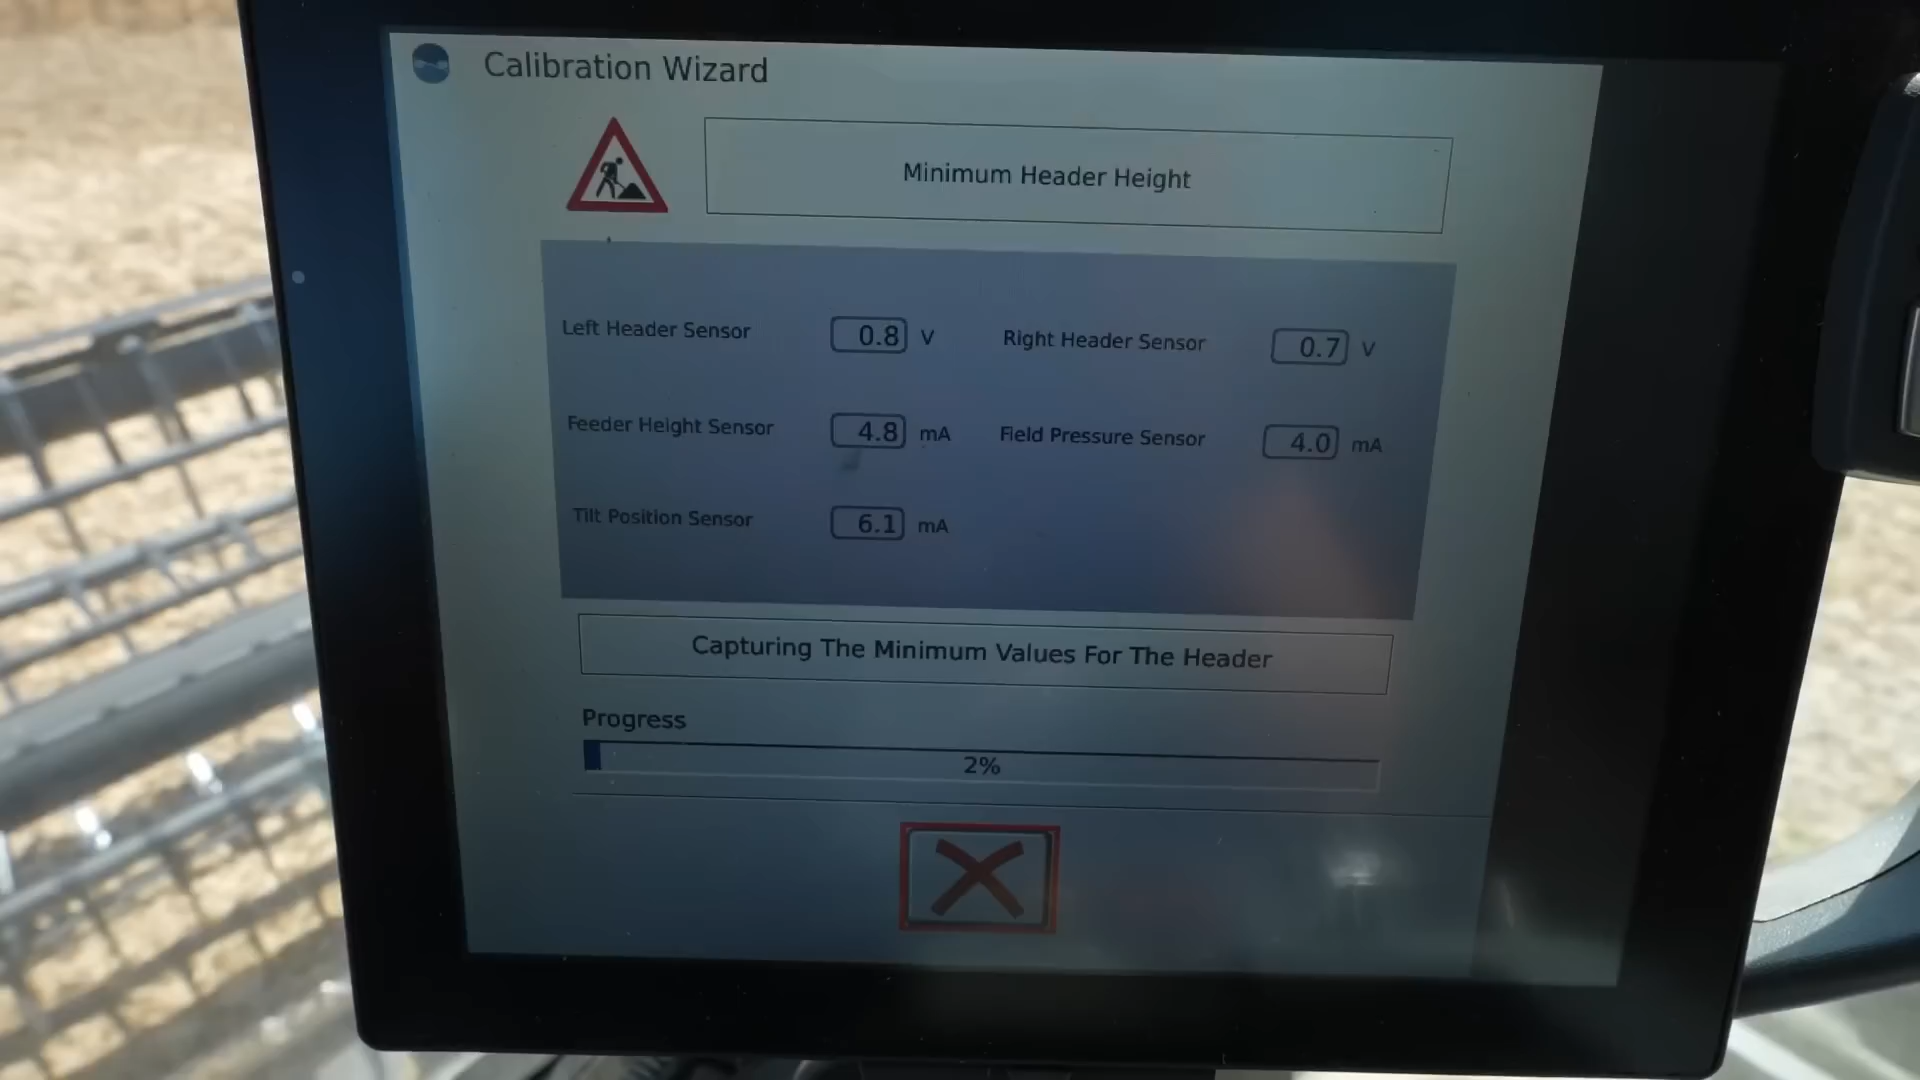 Calibration Wizard
Minimum Header Height
Left Header Sensor 0.8 V Right Header Sensor 0.7 V
Feeder Height Sensor 4.8 mA Field Pressure Sensor 4.0 mA
Tilt Position Sensor 6.1 mA
Capturing The Minimum Values For The Header
Progress
2%